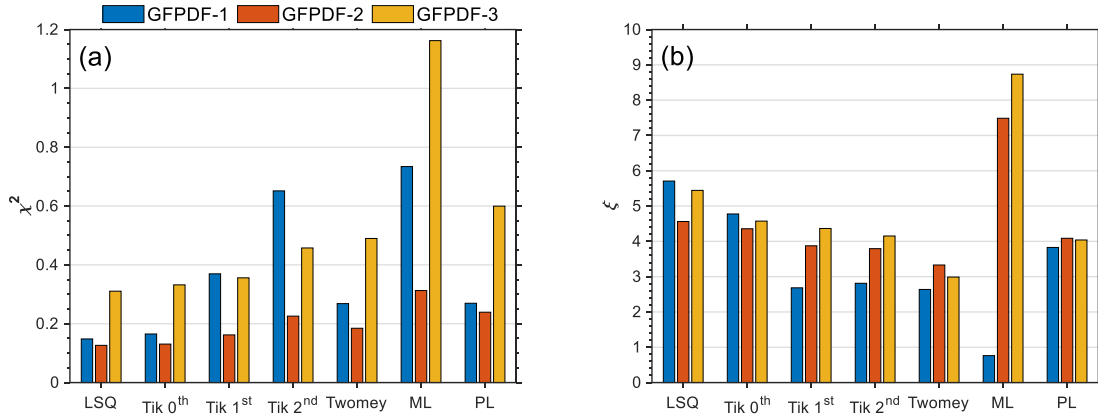 GFPDF-1 GFPDF-2 GFPDF-3
(a)
1.2
1
0.8
0.6
0.4
0.2
0
χ²
LSQ Tik 0th Tik 1st Tik 2nd Twomey ML PL
(b)
10
9
8
7
6
5
4
3
2
1
0
ξ
LSQ Tik 0th Tik 1st Tik 2nd Twomey ML PL